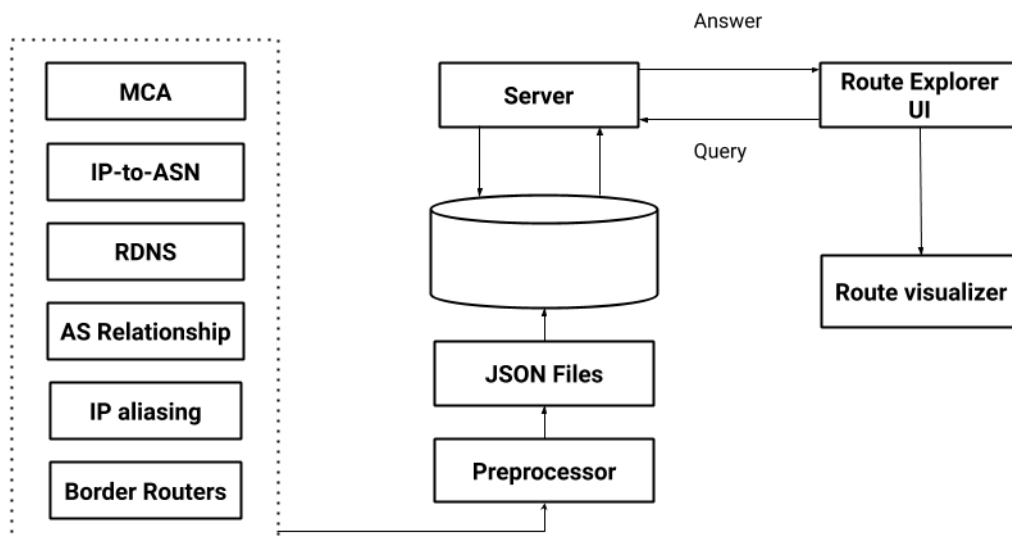 MCA
IP-to-ASN
RDNS
AS Relationship
IP aliasing
Border Routers
Server
JSON Files
Preprocessor
Answer
Query
Route Explorer
UI
Route visualizer